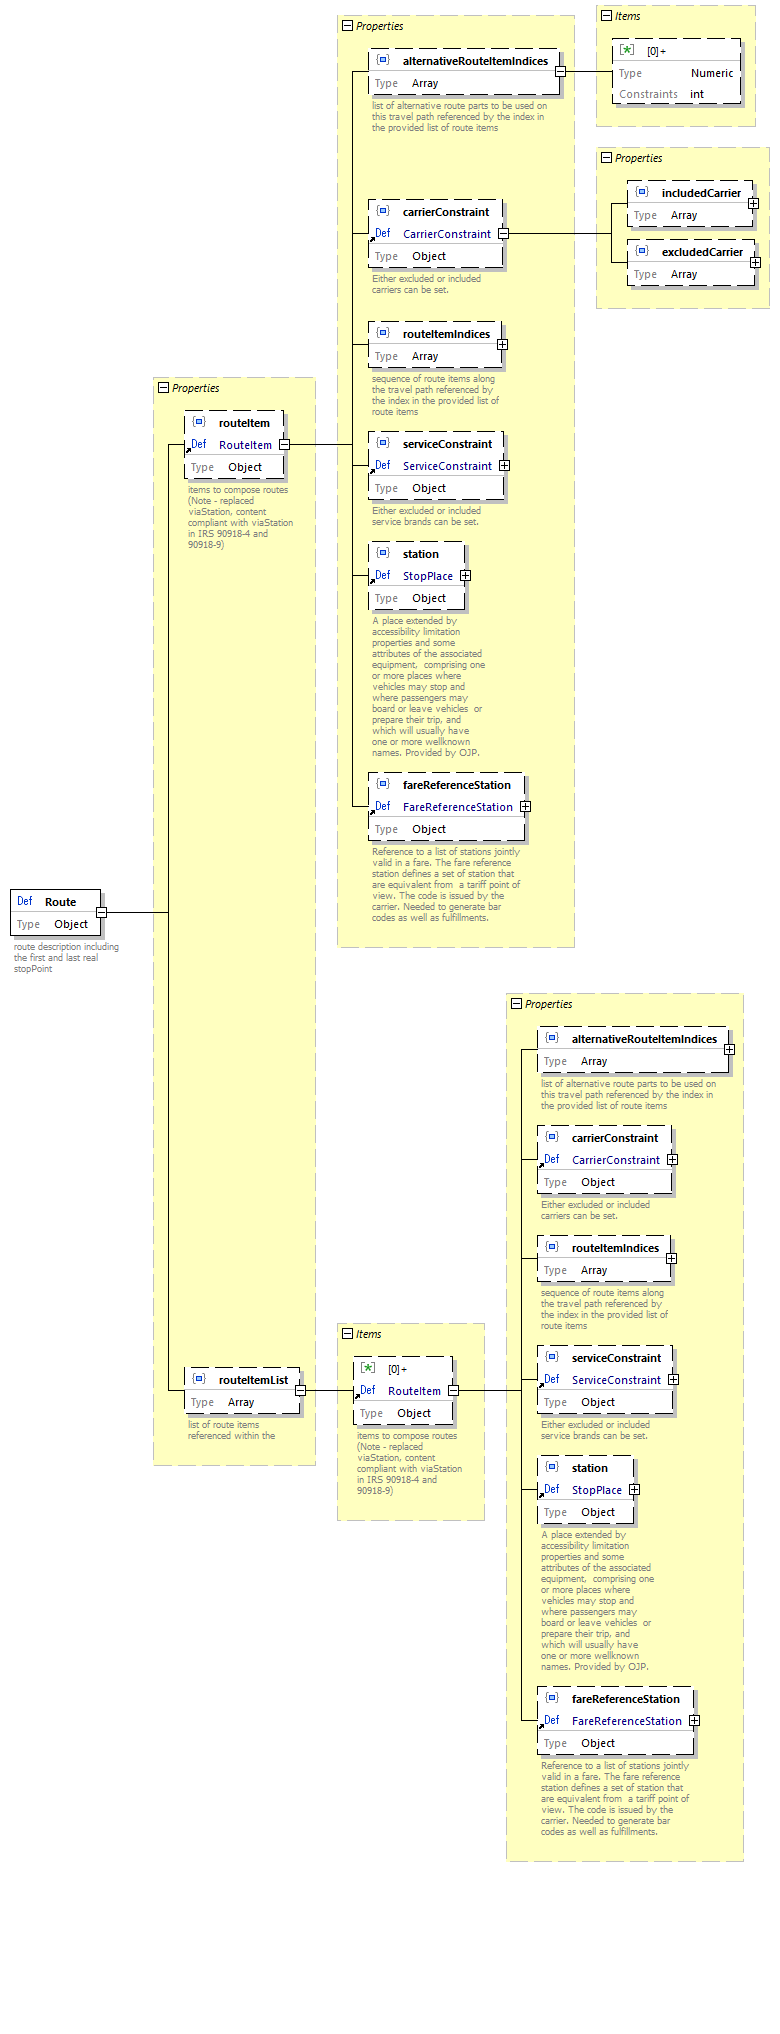 Properties
alternativeRouteItemIndices
Type Array
list of alternative route parts to be used on
this travel path referenced by the index in
the provided list of route items
Items
[0]+
Type Numeric
Constraints int
carrierConstraint
Def CarrierConstraint
Type Object
Either excluded or included
carriers can be set.
Properties
includedCarrier
Type Array
excludedCarrier
Type Array
routeItemIndices
Type Array
sequence of route items along
the travel path referenced by
the index in the provided list of
route items
Properties
routeItem
Def RouteItem
Type Object
items to compose routes
(Note - replaced
viaStation, content
compliant with viaStation
in IRS 90918-4 and
90918-9)
serviceConstraint
Def ServiceConstraint
Type Object
Either excluded or included
service brands can be set.
station
Def StopPlace
Type Object
A place extended by
accessibility limitation
properties and some
attributes of the associated
equipment, comprising one
or more places where
vehicles may stop and
where passengers may
board or leave vehicles or
prepare their trip, and
which will usually have
one or more wellknown
names. Provided by OJP.
fareReferenceStation
Def FareReferenceStation
Type Object
Reference to a list of stations jointly
valid in a fare. The fare reference
station defines a set of station that
are equivalent from a tariff point of
view. The code is issued by the
carrier. Needed to generate bar
codes as well as fulfillments.
Def Route
Type Object
route description including
the first and last real
stopPoint
Properties
alternativeRouteItemIndices
Type Array
list of alternative route parts to be used on
this travel path referenced by the index in
the provided list of route items
carrierConstraint
Def CarrierConstraint
Type Object
Either excluded or included
carriers can be set.
routeItemIndices
Type Array
sequence of route items along
the travel path referenced by
the index in the provided list of
route items
routeItemList
Type Array
list of route items
referenced within the
Items
[0]+
Def RouteItem
Type Object
items to compose routes
(Note - replaced
viaStation, content
compliant with viaStation
in IRS 90918-4 and
90918-9)
serviceConstraint
Def ServiceConstraint
Type Object
Either excluded or included
service brands can be set.
station
Def StopPlace
Type Object
A place extended by
accessibility limitation
properties and some
attributes of the associated
equipment, comprising one
or more places where
vehicles may stop and
where passengers may
board or leave vehicles or
prepare their trip, and
which will usually have
one or more wellknown
names. Provided by OJP.
fareReferenceStation
Def FareReferenceStation
Type Object
Reference to a list of stations jointly
valid in a fare. The fare reference
station defines a set of station that
are equivalent from a tariff point of
view. The code is issued by the
carrier. Needed to generate bar
codes as well as fulfillments.